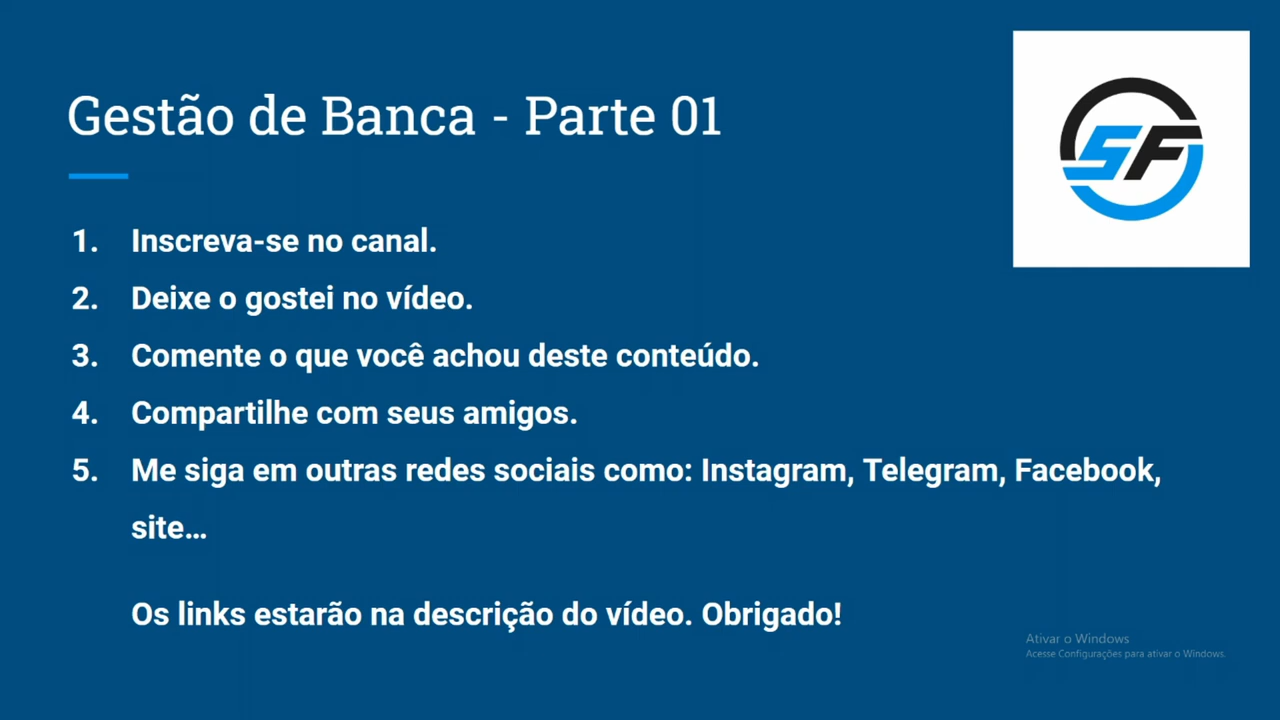 Gestão de Banca - Parte 01
SF
1. Inscreva-se no canal.
2. Deixe o gostei no vídeo.
3. Comente o que você achou deste conteúdo.
4. Compartilhe com seus amigos.
5. Me siga em outras redes sociais como: Instagram, Telegram, Facebook,
site...
Os links estarão na descrição do vídeo. Obrigado!
Ativar o Windows
Acesse Configurações para ativar o Windows.